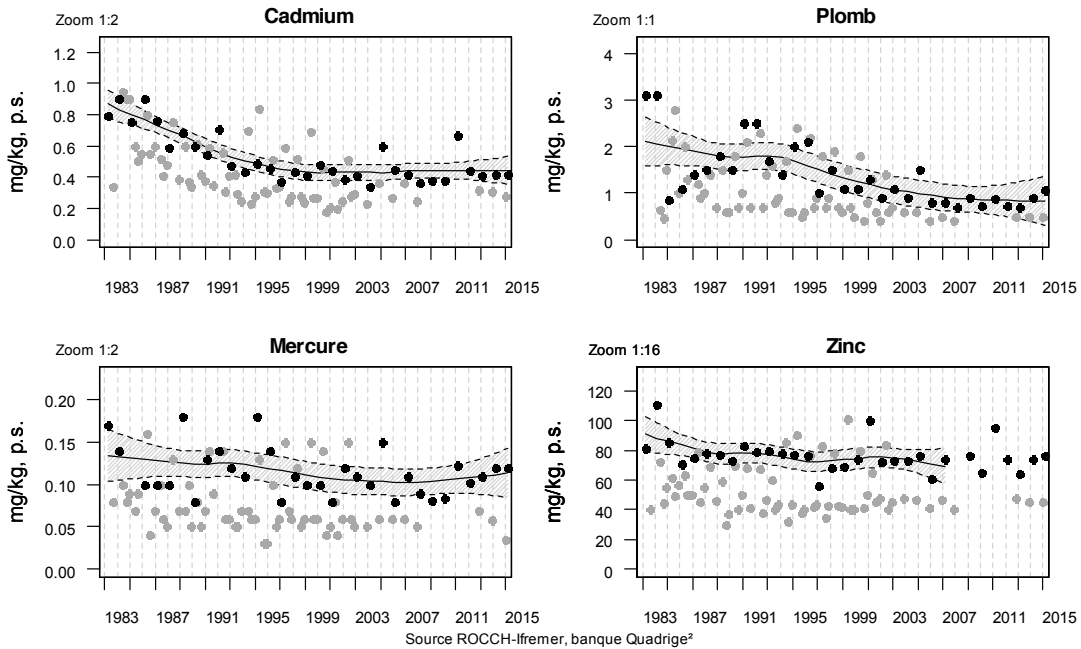 Zoom 1:2
Cadmium
mg/kg, p.s.
1.2
1.0
0.8
0.6
0.4
0.2
0.0
1983 1987 1991 1995 1999 2003 2007 2011 2015
Zoom 1:1
Plomb
mg/kg, p.s.
4
3
2
1
0
1983 1987 1991 1995 1999 2003 2007 2011 2015
Zoom 1:2
Mercure
mg/kg, p.s.
0.20
0.15
0.10
0.05
0.00
1983 1987 1991 1995 1999 2003 2007 2011 2015
Zoom 1:16
Zinc
mg/kg, p.s.
120
100
80
60
40
20
0
1983 1987 1991 1995 1999 2003 2007 2011 2015
Source ROCCH-Ifremer, banque Quadrige²